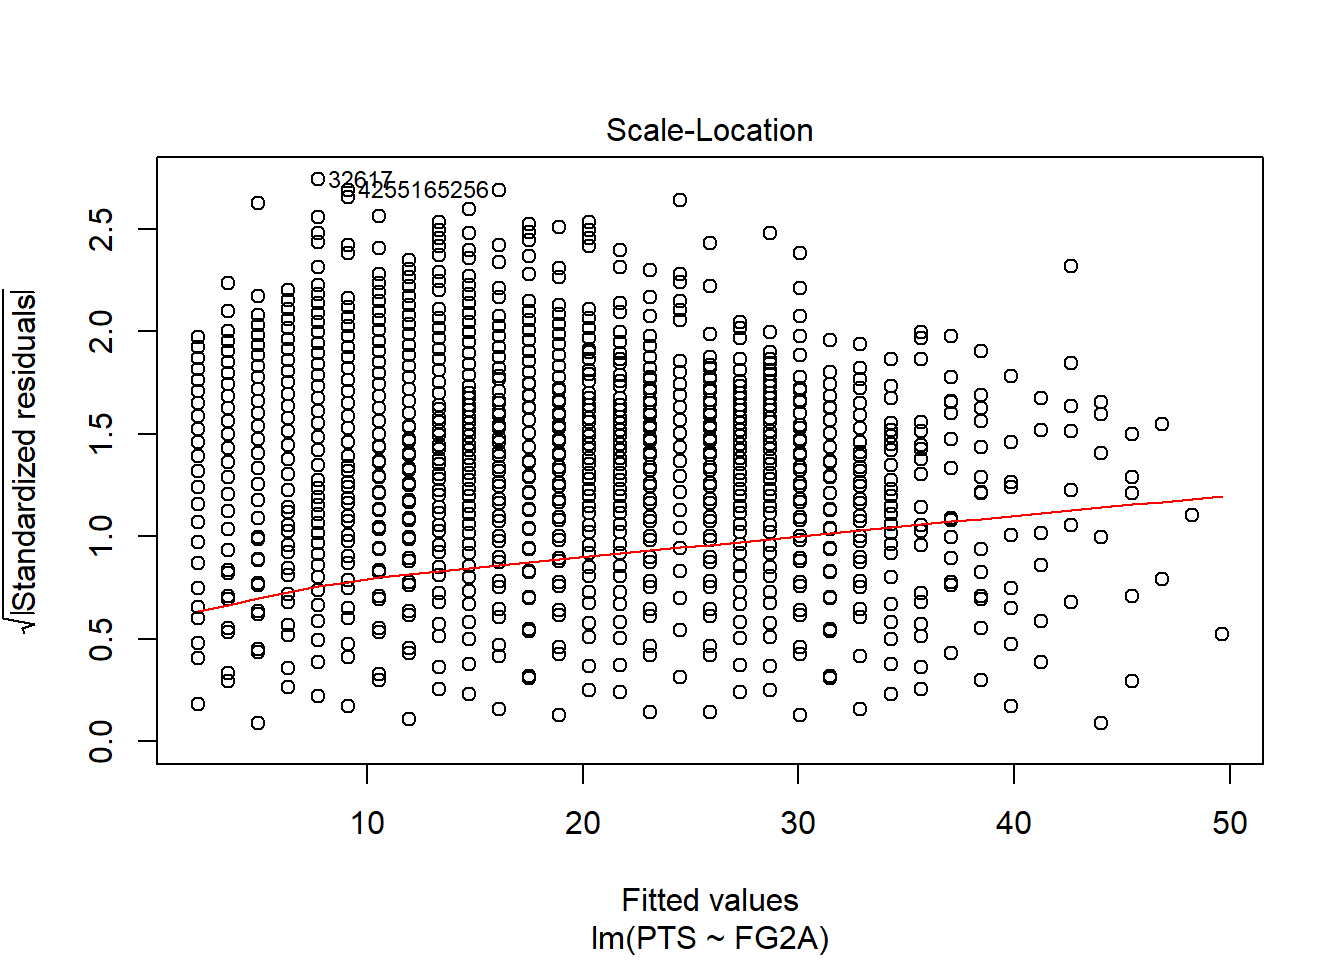 Scale-Location
32617
4255165256
2.5
2.0
1.5
1.0
0.5
0.0
√|Standardized residuals|
10 20 30 40 50
Fitted values
lm(PTS ~ FG2A)